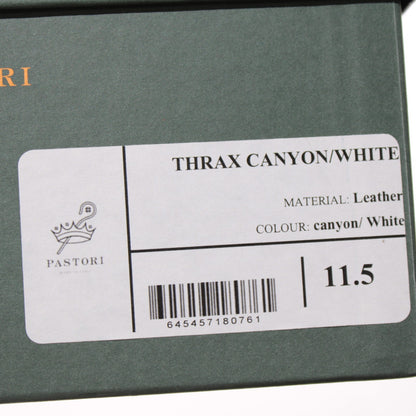 RI
THRAX CANYON/WHITE
MATERIAL: Leather
COLOUR: canyon/ White
PASTORI
11.5
645457180761